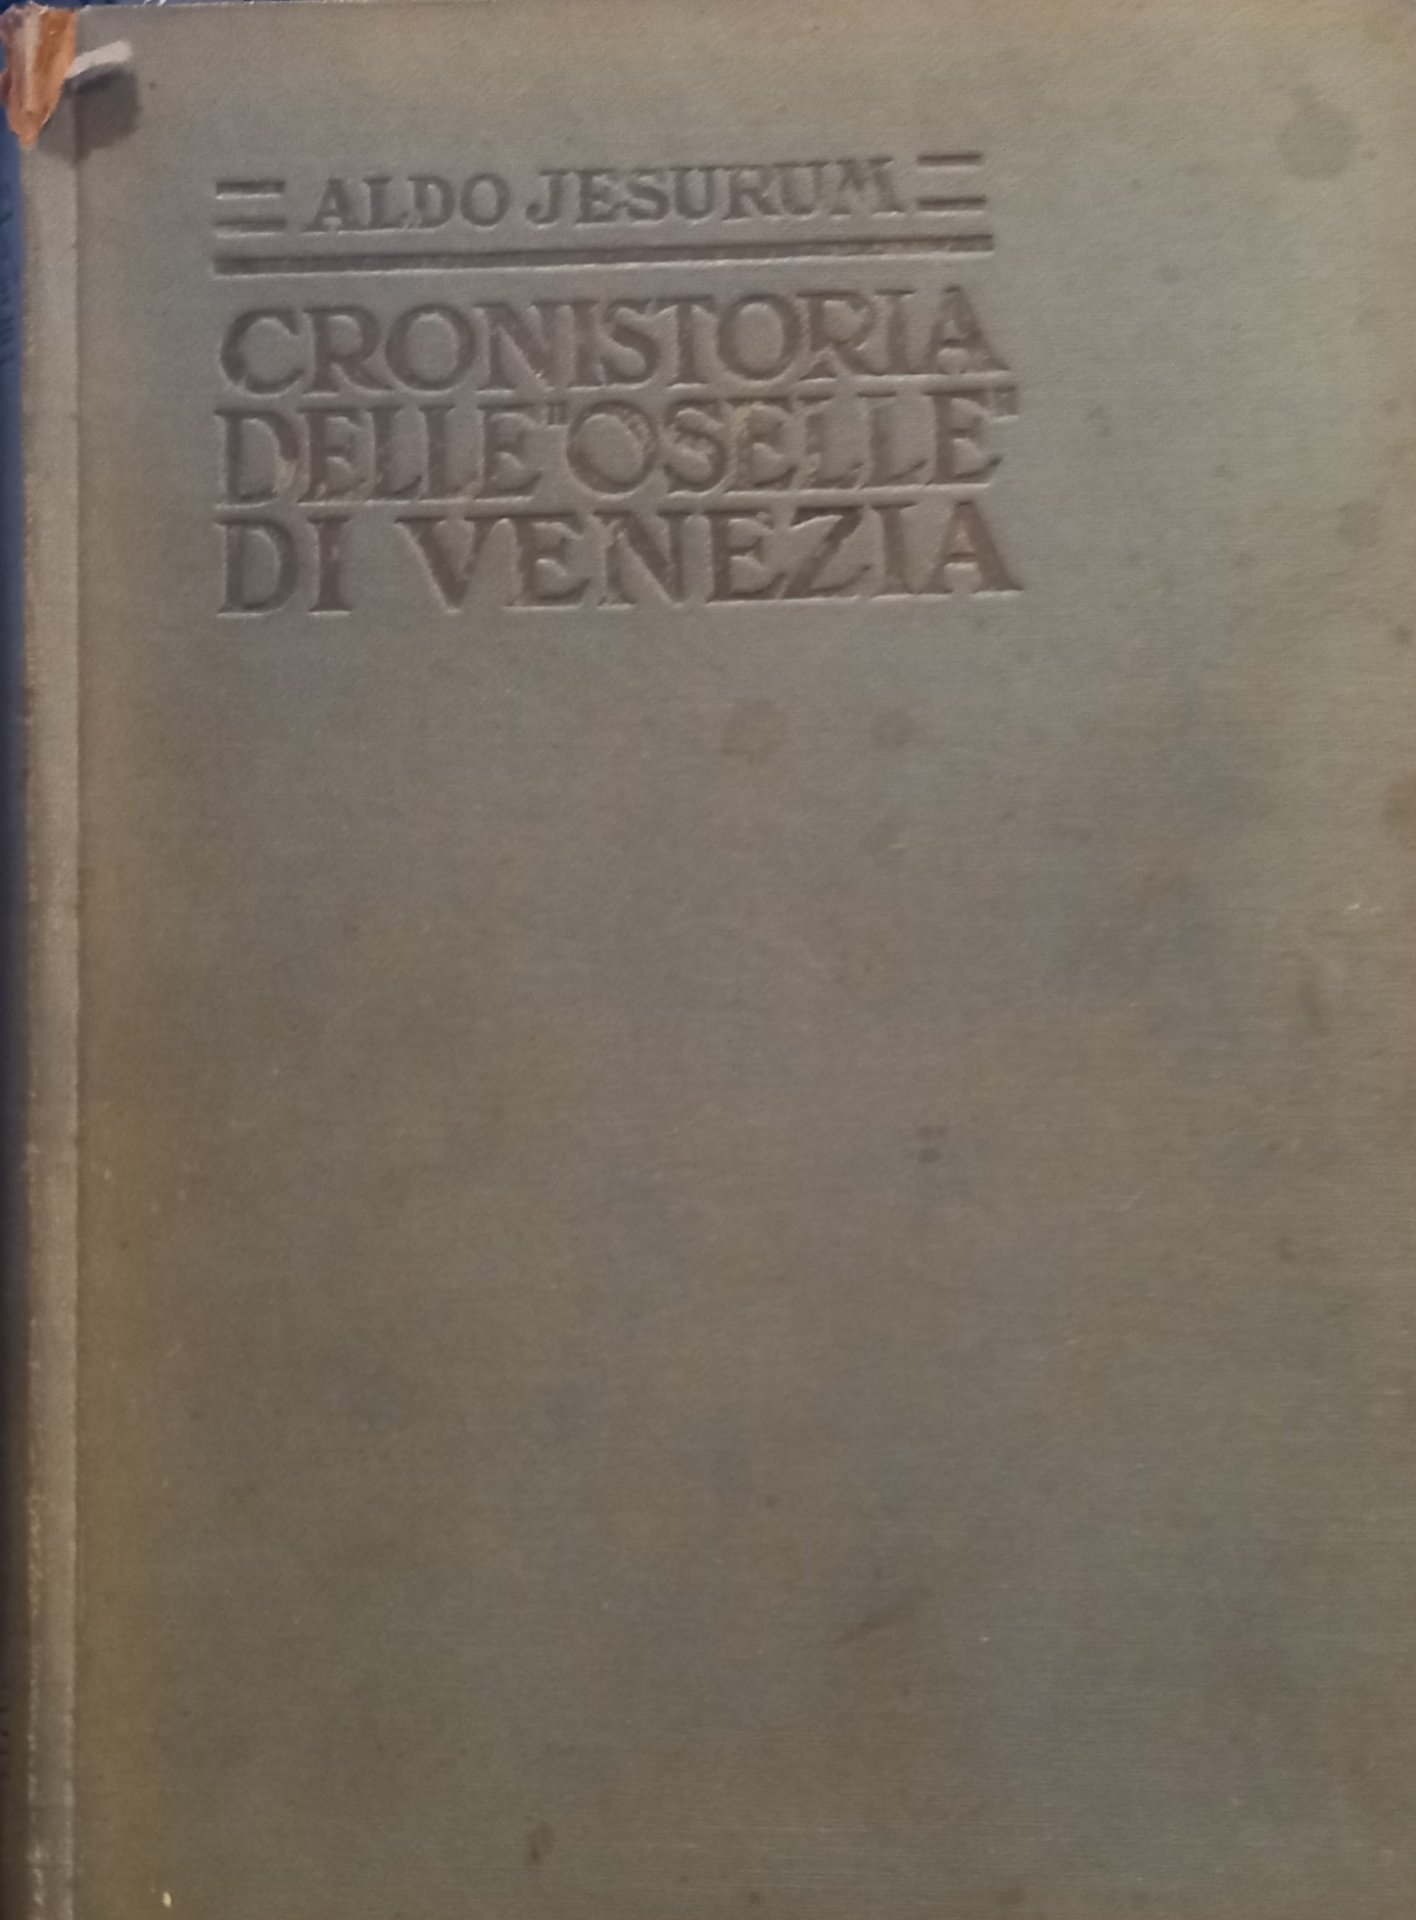 ALDO JESURUM
CRONISTORIA
DELLE "OSELLE"
DI VENEZIA